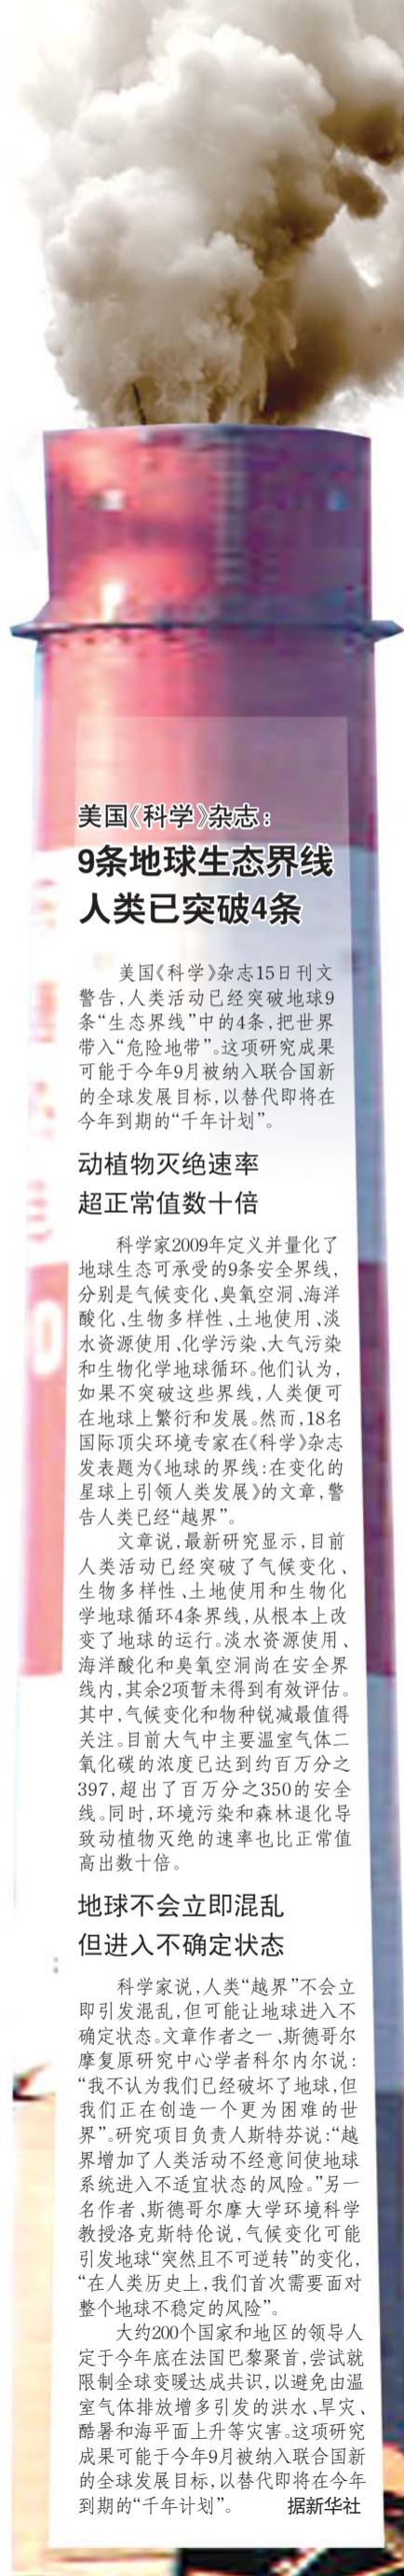 美国《科学》杂志：
9条地球生态界线
人类已突破4条
美国《科学》杂志15日刊文
警告，人类活动已经突破地球9
条“生态界线”中的4条，把世界
带入“危险地带”。这项研究成果
可能于今年9月被纳入联合国新
的全球发展目标，以替代即将在
今年到期的“千年计划”。
动植物灭绝速率
超正常值数十倍
科学家2009年定义并量化了
地球生态可承受的9条安全界线，
分别是气候变化、臭氧空洞、海洋
酸化、生物多样性、土地使用、淡
水资源使用、化学污染、大气污染
和生物化学地球循环。他们认为，
如果不突破这些界线，人类便可
在地球上繁衍和发展。然而，18名
国际顶尖环境专家在《科学》杂志
发表题为《地球的界线：在变化的
星球上引领人类发展》的文章，警
告人类已经“越界”。
文章说，最新研究显示，目前
人类活动已经突破了气候变化、
生物多样性、土地使用和生物化
学地球循环4条界线，从根本上改
变了地球的运行。淡水资源使用、
海洋酸化和臭氧空洞尚在安全界
线内，其余2项暂未得到有效评估。
其中，气候变化和物种锐减最值得
关注。目前大气中主要温室气体二
氧化碳的浓度已达到约百万分之
397，超出了百万分之350的安全
线。同时，环境污染和森林退化导
致动植物灭绝的速率也比正常值
高出数十倍。
地球不会立即混乱
但进入不确定状态
科学家说，人类“越界”不会立
即引发混乱，但可能让地球进入不
确定状态。文章作者之一、斯德哥尔
摩复原研究中心学者科尔内尔说：
“我不认为我们已经破坏了地球，但
我们正在创造一个更为困难的世
界”。研究项目负责人斯特芬说：“越
界增加了人类活动不经意间使地球
系统进入不适宜状态的风险。”另一
名作者、斯德哥尔摩大学环境科学
教授洛克斯特伦说，气候变化可能
引发地球“突然且不可逆转”的变化，
“在人类历史上，我们首次需要面对
整个地球不稳定的风险”。
大约200个国家和地区的领导人
定于今年底在法国巴黎聚首，尝试就
限制全球变暖达成共识，以避免由温
室气体排放增多引发的洪水、旱灾、
酷暑和海平面上升等灾害。这项研究
成果可能于今年9月被纳入联合国新
的全球发展目标，以替代即将在今年
到期的“千年计划”。 据新华社